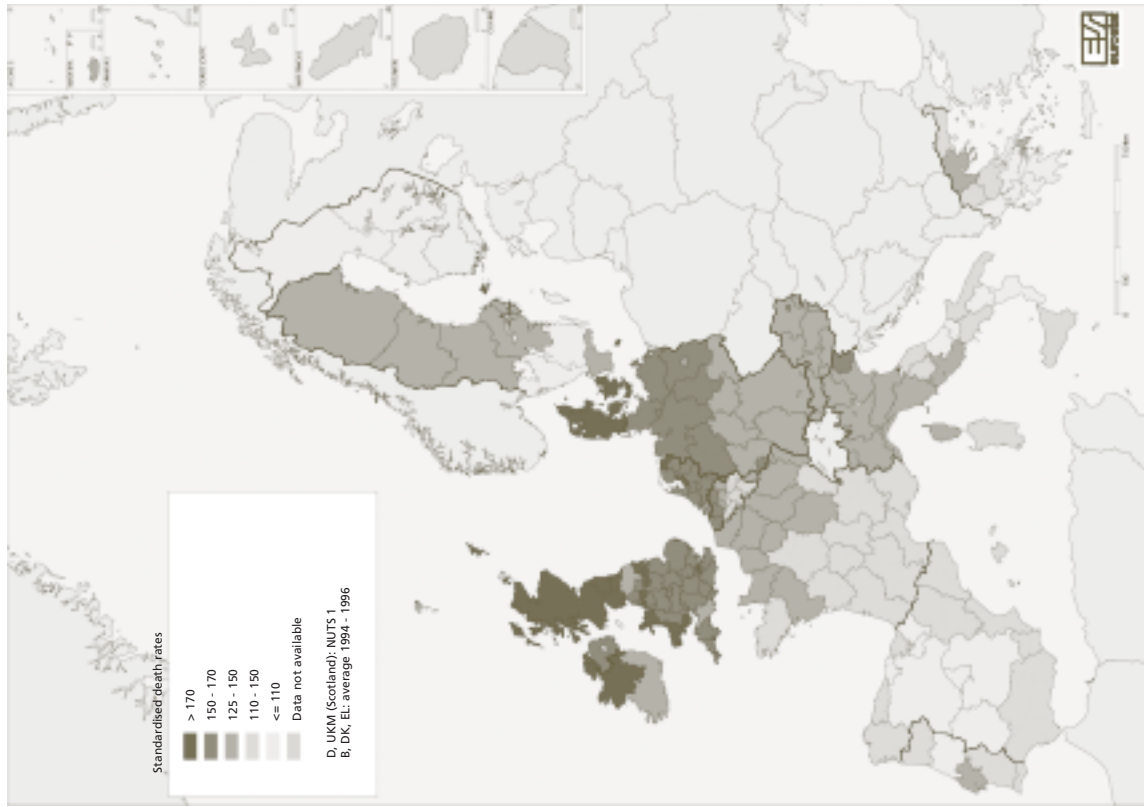 Standardised death rates
> 170
150 - 170
125 - 150
110 - 150
<= 110
Data not available
D, UKM (Scotland): NUTS 1
B, DK, EL: average 1994 - 1996
eurostat